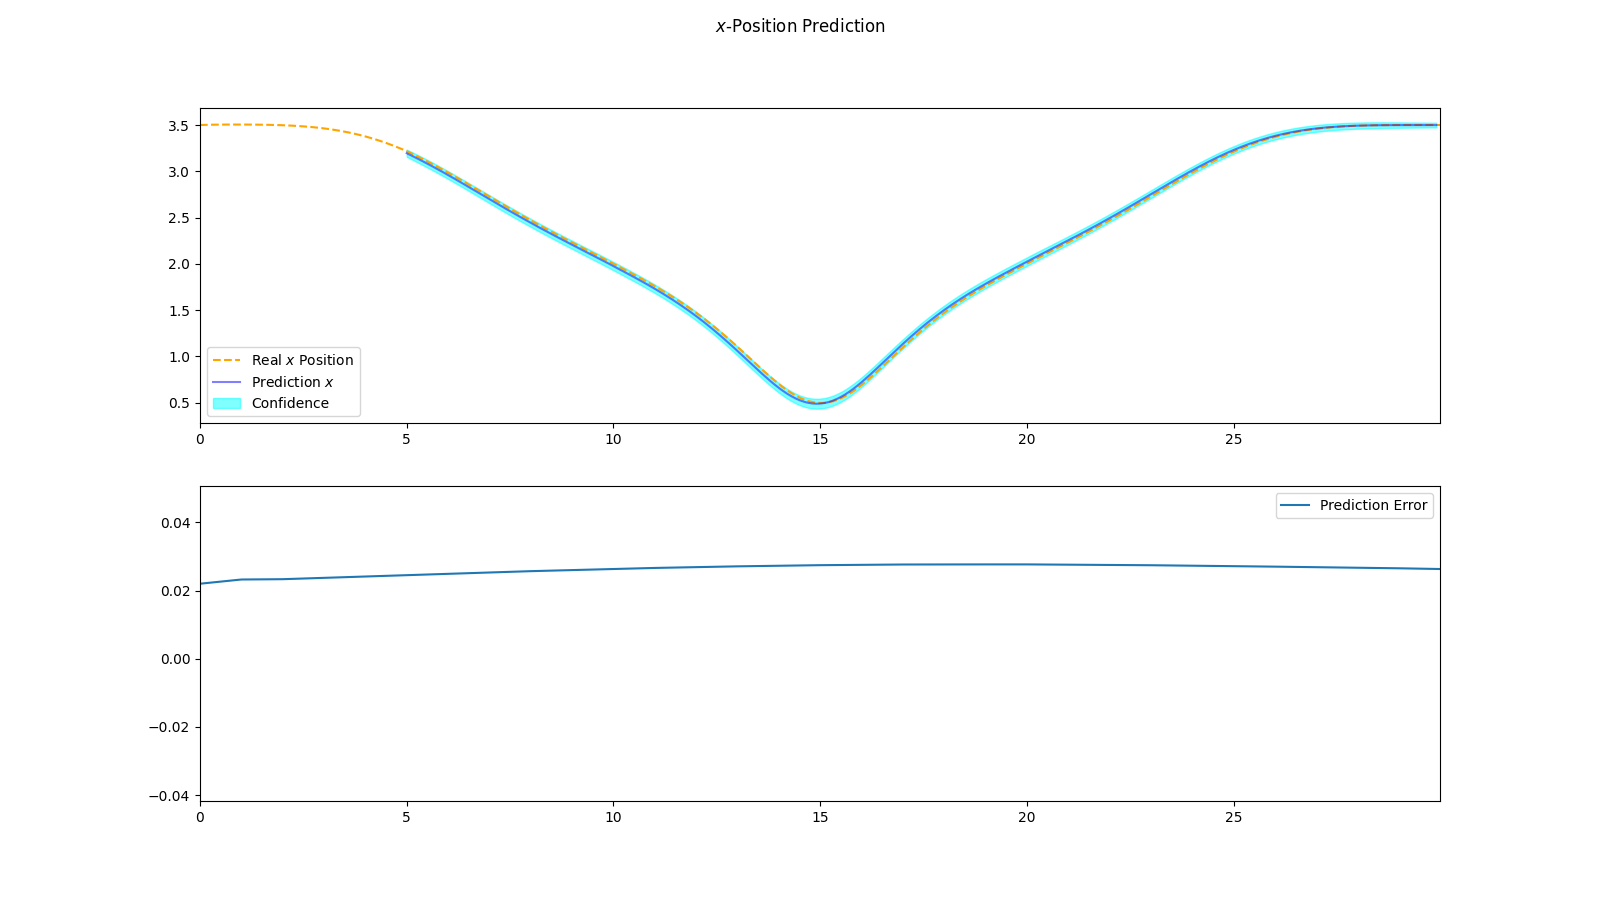 x-Position Prediction
3.5
3.0
2.5
2.0
1.5
1.0
0.5
Real x Position
Prediction x
Confidence
0 5 10 15 20 25
Prediction Error
0.04
0.02
0.00
−0.02
−0.04
0 5 10 15 20 25